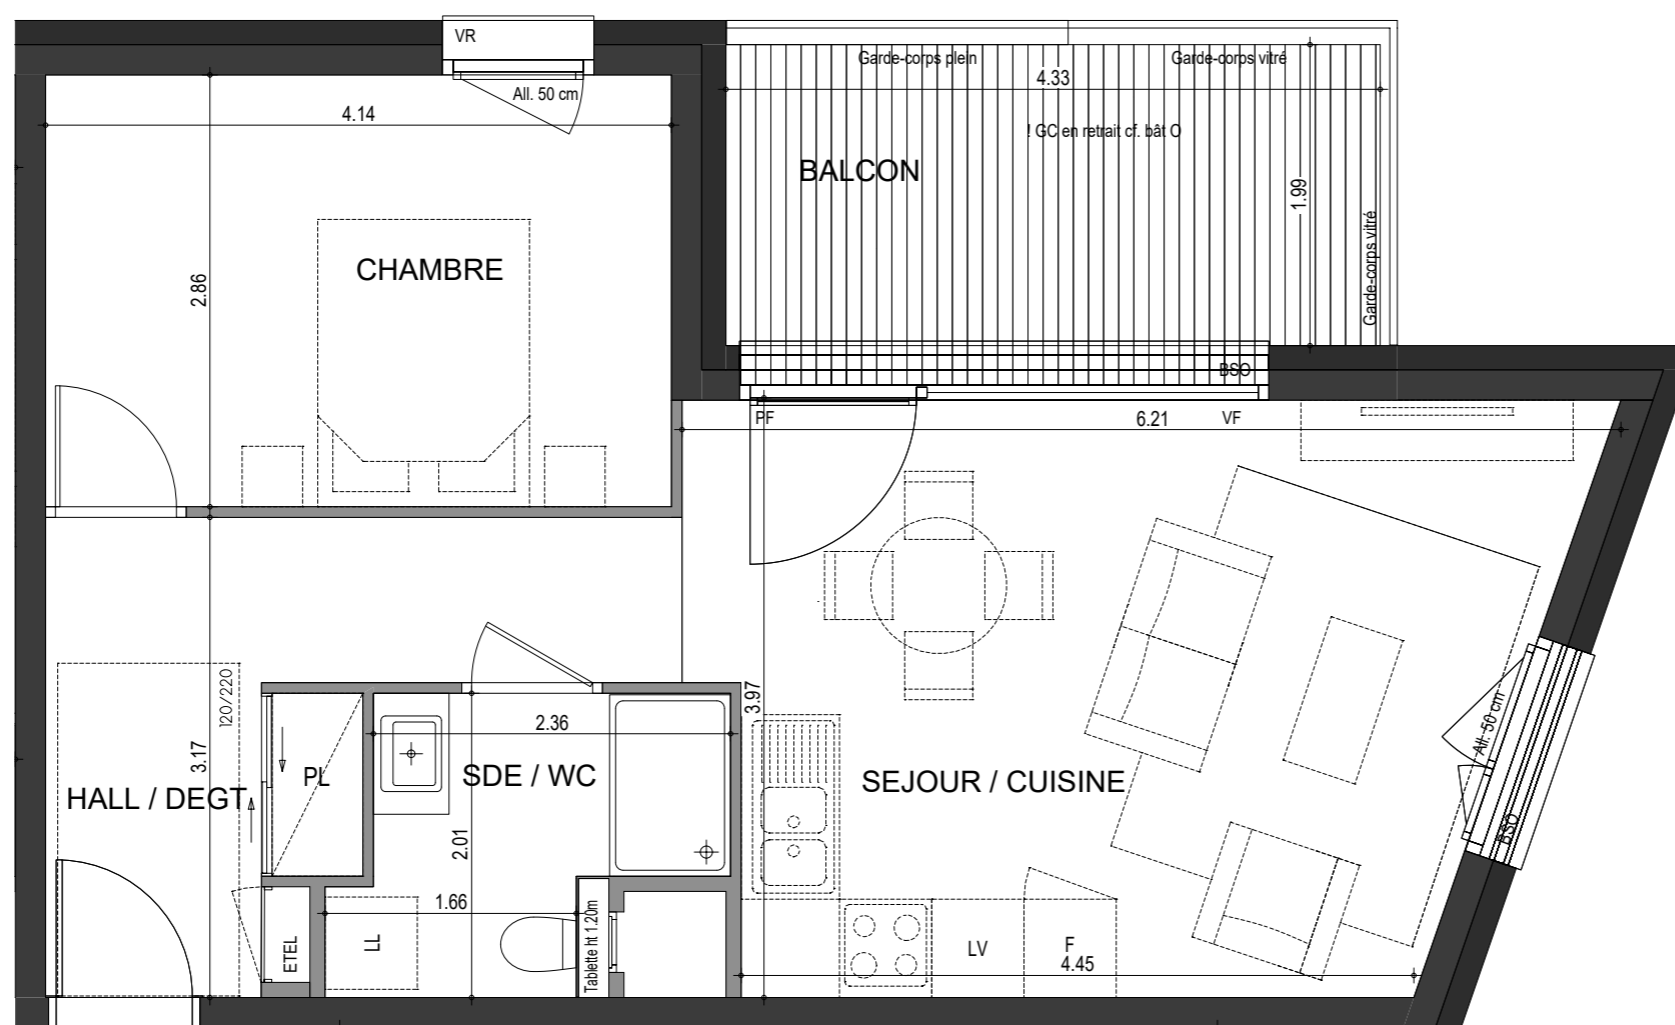 VR
All. 50 cm
4.14
Garde-corps plein
Garde-corps vitré
4.33
! GC en retrait cf. bât O
BALCON
1.99
Garde-corps vitré
CHAMBRE
2.86
BSO
PF
6.21
VF
120/220
3.17
HALL / DEGT
PL
2.36
SDE / WC
2.01
3.97
SEJOUR / CUISINE
All. 50 cm
BSO
1.66
LL
ETEL
Tablette ht 1.20m
LV
F
4.45